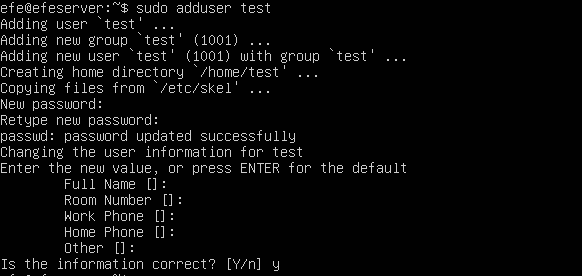 efe@efeserver:~$ sudo adduser test
Adding user `test' ...
Adding new group `test' (1001) ...
Adding new user `test' (1001) with group `test' ...
Creating home directory `/home/test' ...
Copying files from `/etc/skel' ...
New password:
Retype new password:
passwd: password updated successfully
Changing the user information for test
Enter the new value, or press ENTER for the default
Full Name []:
Room Number []:
Work Phone []:
Home Phone []:
Other []:
Is the information correct? [Y/n] y